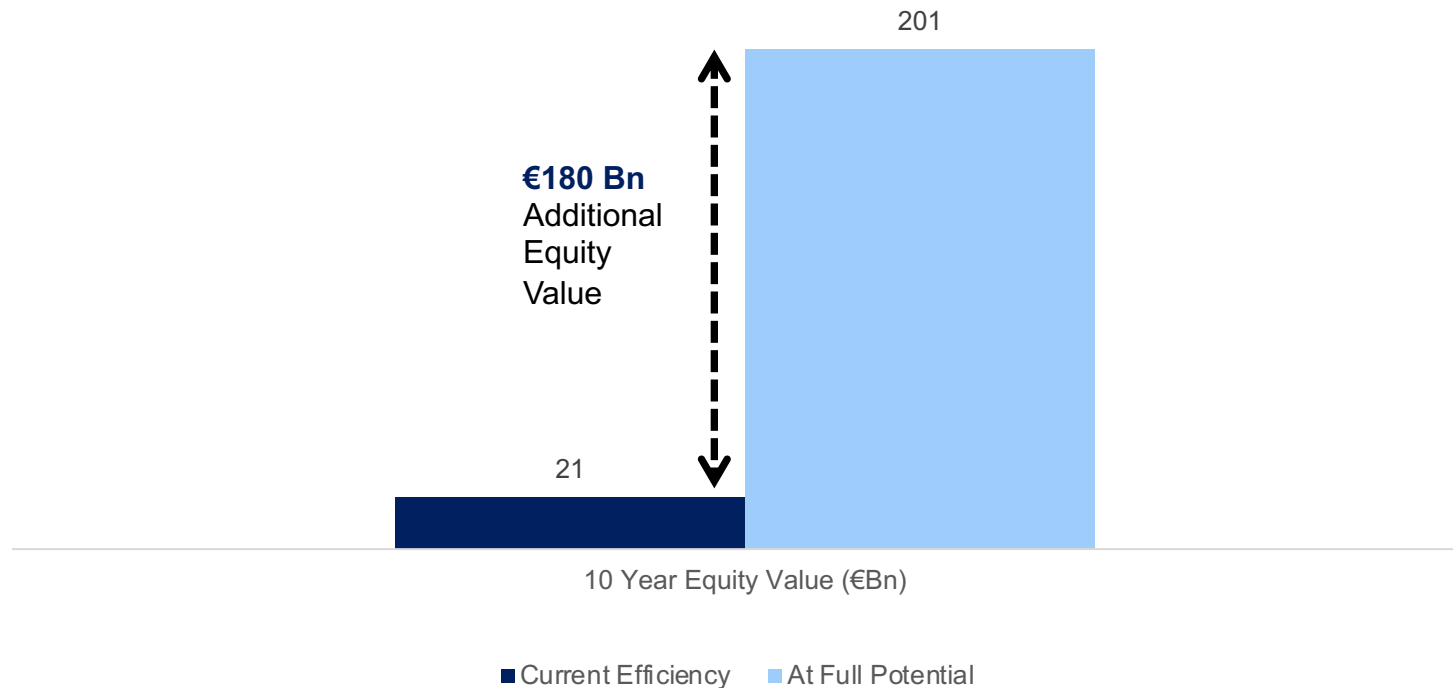 201
€180 Bn
Additional
Equity
Value
21
10 Year Equity Value (€Bn)
Current Efficiency
At Full Potential